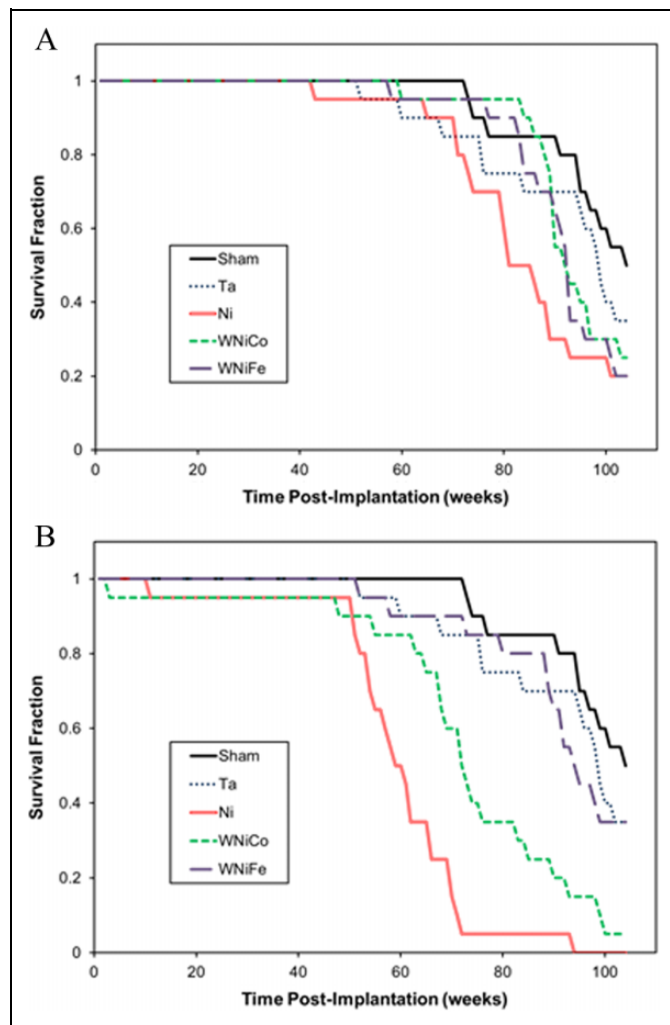 A
1
0.8
0.6
0.4
0.2
0
Survival Fraction
Sham
Ta
Ni
WNiCo
WNiFe
0 20 40 60 80 100
Time Post-Implantation (weeks)
B
1
0.8
0.6
0.4
0.2
0
Survival Fraction
Sham
Ta
Ni
WNiCo
WNiFe
0 20 40 60 80 100
Time Post-Implantation (weeks)